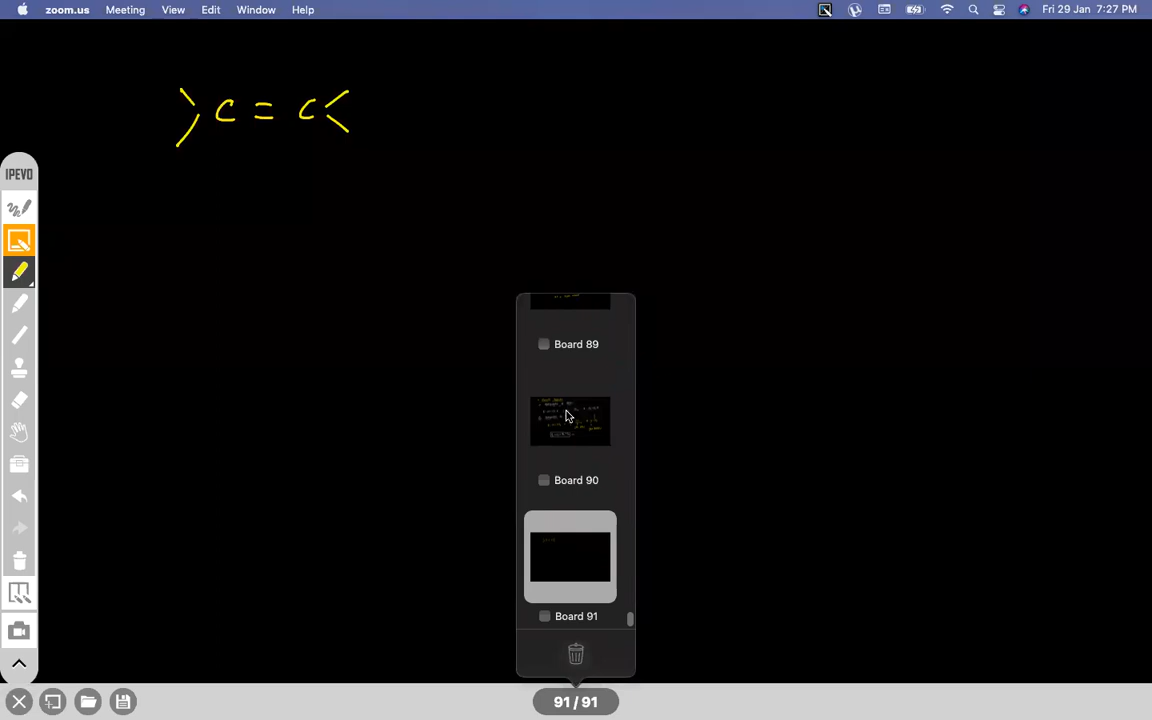 zoom.us Meeting View Edit Window Help Fri 29 Jan 7:27 PM
>c = c<
IPEVO
Board 89
Board 90
Board 91
91 / 91